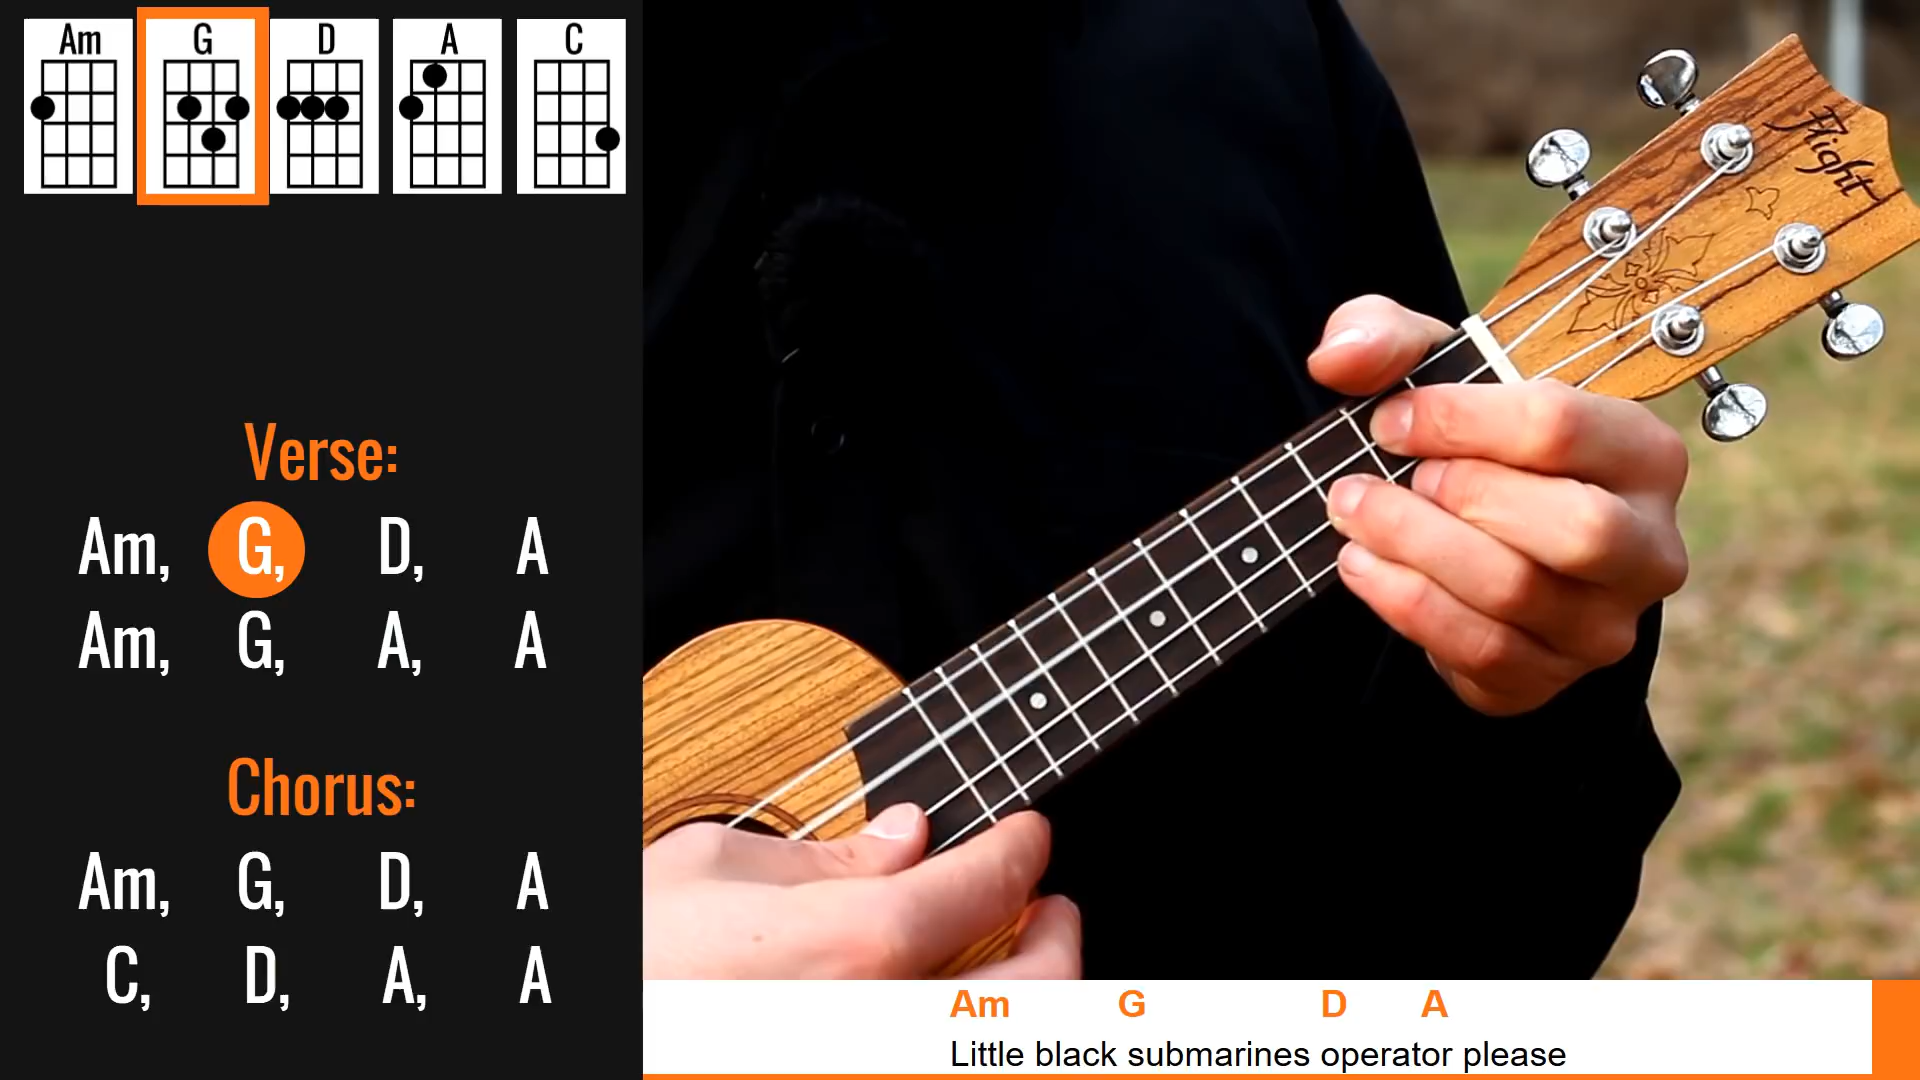 Am G D A C
Flight
Verse:
Am, G, D, A
Am, G, A, A
Chorus:
Am, G, D, A
C, D, A, A
Am G D A
Little black submarines operator please